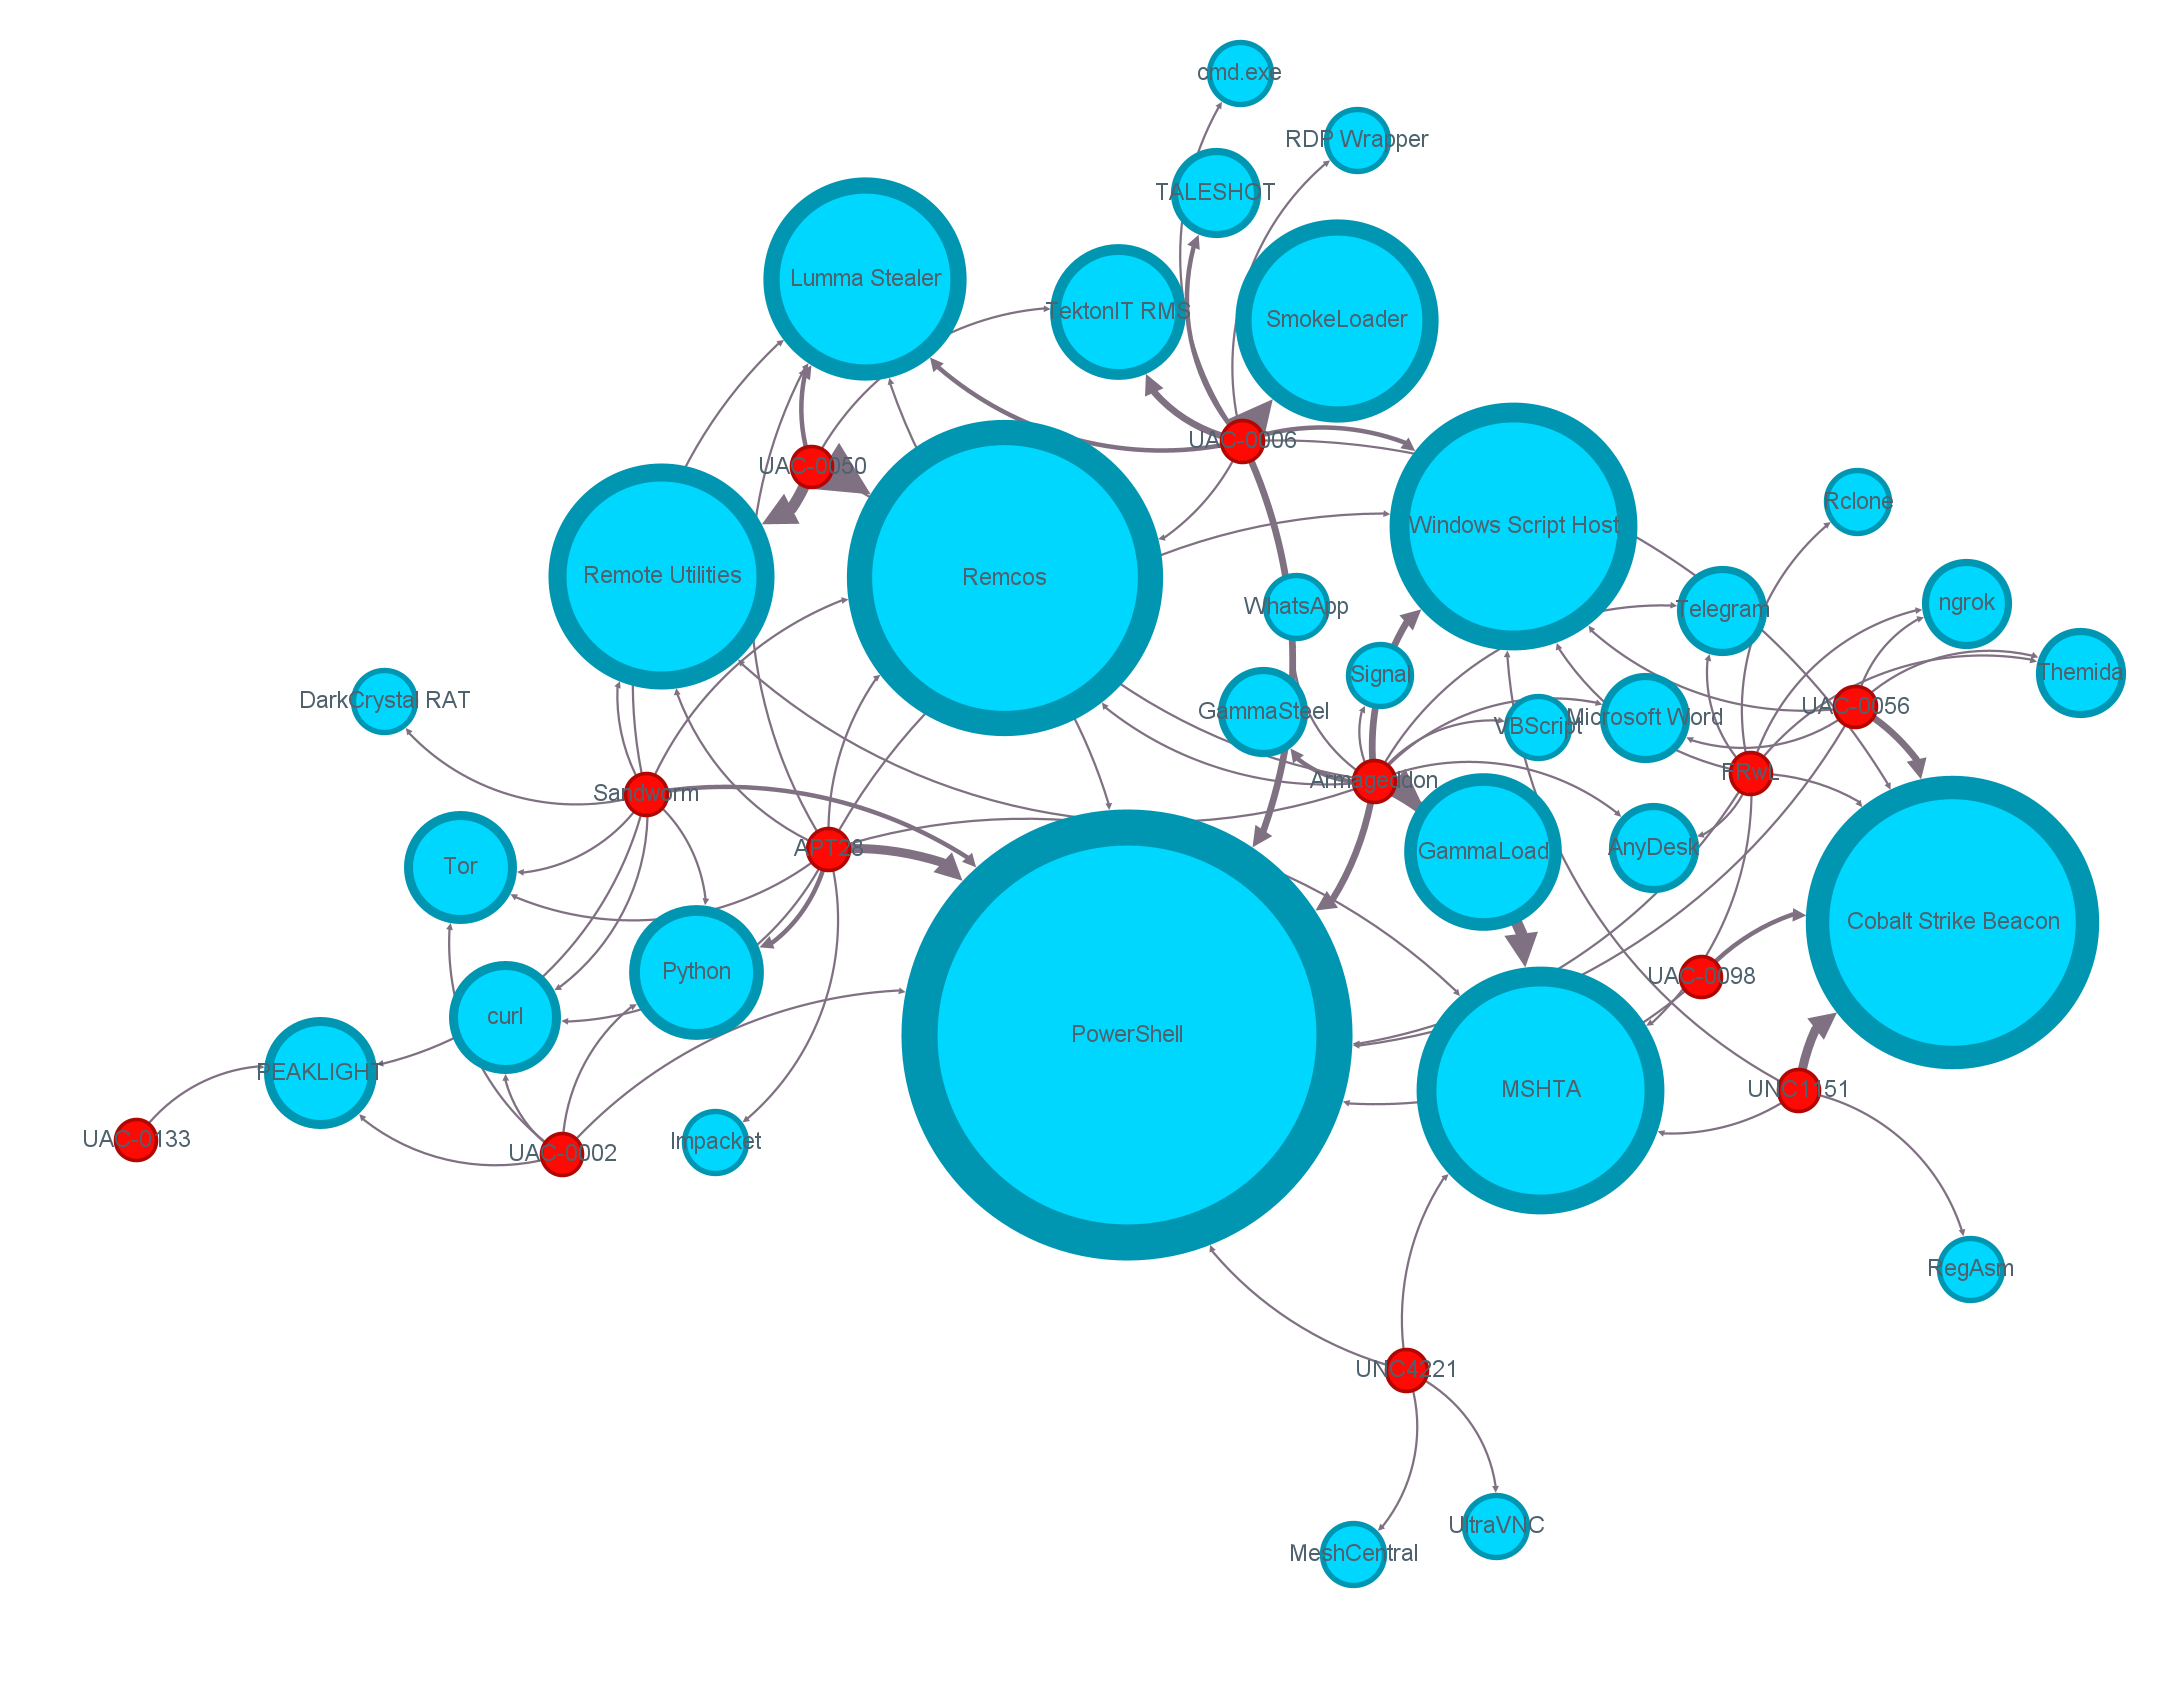 cmd.exe
RDP Wrapper
TALESHOT
Lumma Stealer
TektonIT RMS
SmokeLoader
UAC-0006
UAC-0050
Rclone
Windows Script Host
Remote Utilities
Remcos
WhatsApp
Telegram
ngrok
Signal
Themida
DarkCrystal RAT
GammaSteel
VBScript
Microsoft Word
UAC-0056
FRwL
Armageddon
Sandworm
APT28
AnyDesk
GammaLoad
Tor
Cobalt Strike Beacon
Python
UAC-0098
curl
PowerShell
PEAKLIGHT
MSHTA
UNC1151
UAC-0133
Impacket
UAC-0002
RegAsm
UNC4221
UltraVNC
MeshCentral